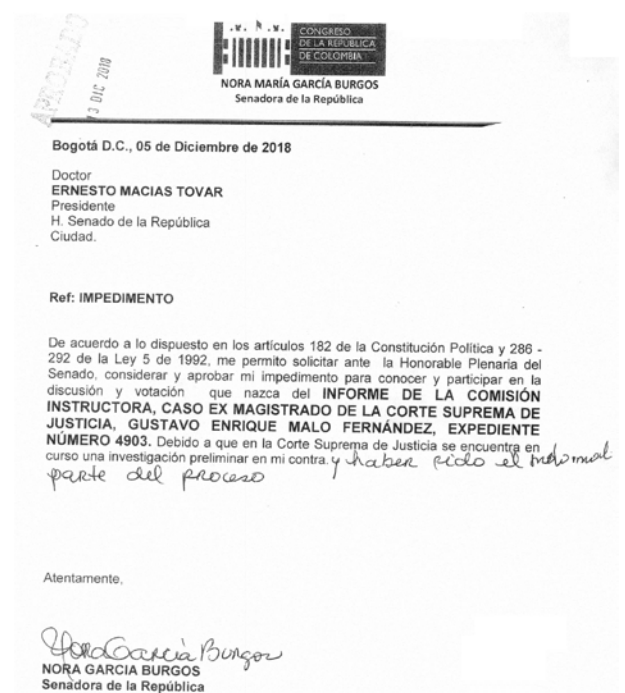 APROBADO
13 DIC 2018
CONGRESO
DE LA REPÚBLICA
DE COLOMBIA
NORA MARÍA GARCÍA BURGOS
Senadora de la República
Bogotá D.C., 05 de Diciembre de 2018
Doctor
ERNESTO MACIAS TOVAR
Presidente
H. Senado de la República
Ciudad.
Ref: IMPEDIMENTO
De acuerdo a lo dispuesto en los artículos 182 de la Constitución Política y 286 -
292 de la Ley 5 de 1992, me permito solicitar ante la Honorable Plenaria del
Senado, considerar y aprobar mi impedimento para conocer y participar en la
discusión y votación que nazca del INFORME DE LA COMISIÓN
INSTRUCTORA, CASO EX MAGISTRADO DE LA CORTE SUPREMA DE
JUSTICIA, GUSTAVO ENRIQUE MALO FERNÁNDEZ, EXPEDIENTE
NÚMERO 4903. Debido a que en la Corte Suprema de Justicia se encuentra en
curso una investigación preliminar en mi contra. y haber sido el
parte del proceso
Atentamente,
Nora García Burgos
NORA GARCIA BURGOS
Senadora de la República